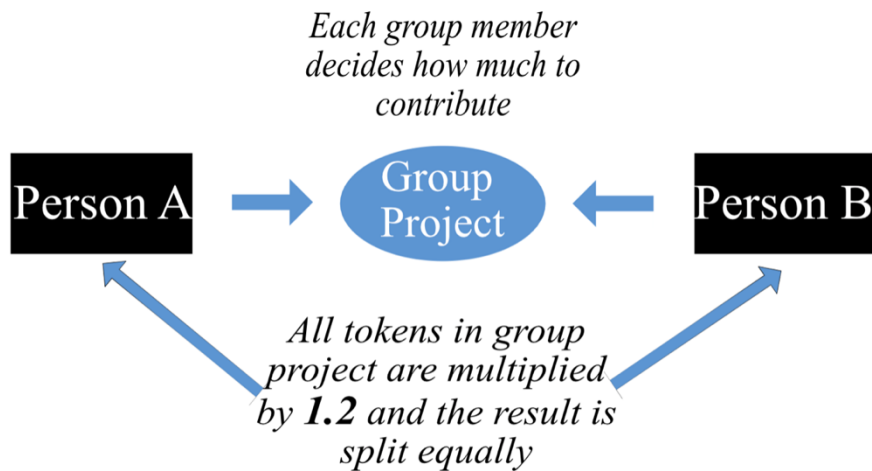 Each group member
decides how much to
contribute
Person A
Group
Project
Person B
All tokens in group
project are multiplied
by 1.2 and the result is
split equally